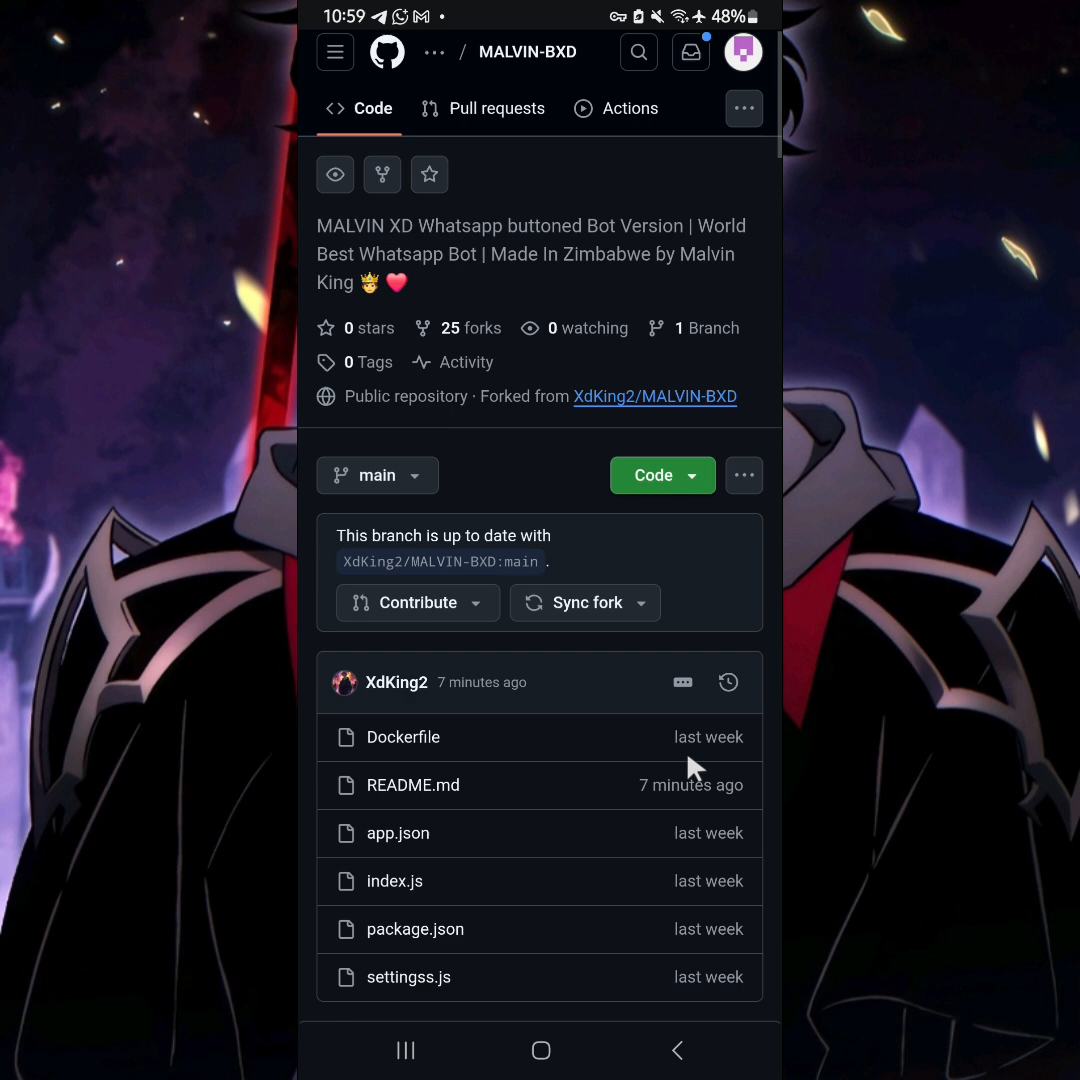 10:59 48%
/ MALVIN-BXD
Code Pull requests Actions
MALVIN XD Whatsapp buttoned Bot Version | World
Best Whatsapp Bot | Made In Zimbabwe by Malvin
King 🤴 ❤️
0 stars 25 forks 0 watching 1 Branch
0 Tags Activity
Public repository · Forked from XdKing2/MALVIN-BXD
main Code
This branch is up to date with
XdKing2/MALVIN-BXD:main .
Contribute Sync fork
XdKing2 7 minutes ago
Dockerfile last week
README.md 7 minutes ago
app.json last week
index.js last week
package.json last week
settingss.js last week